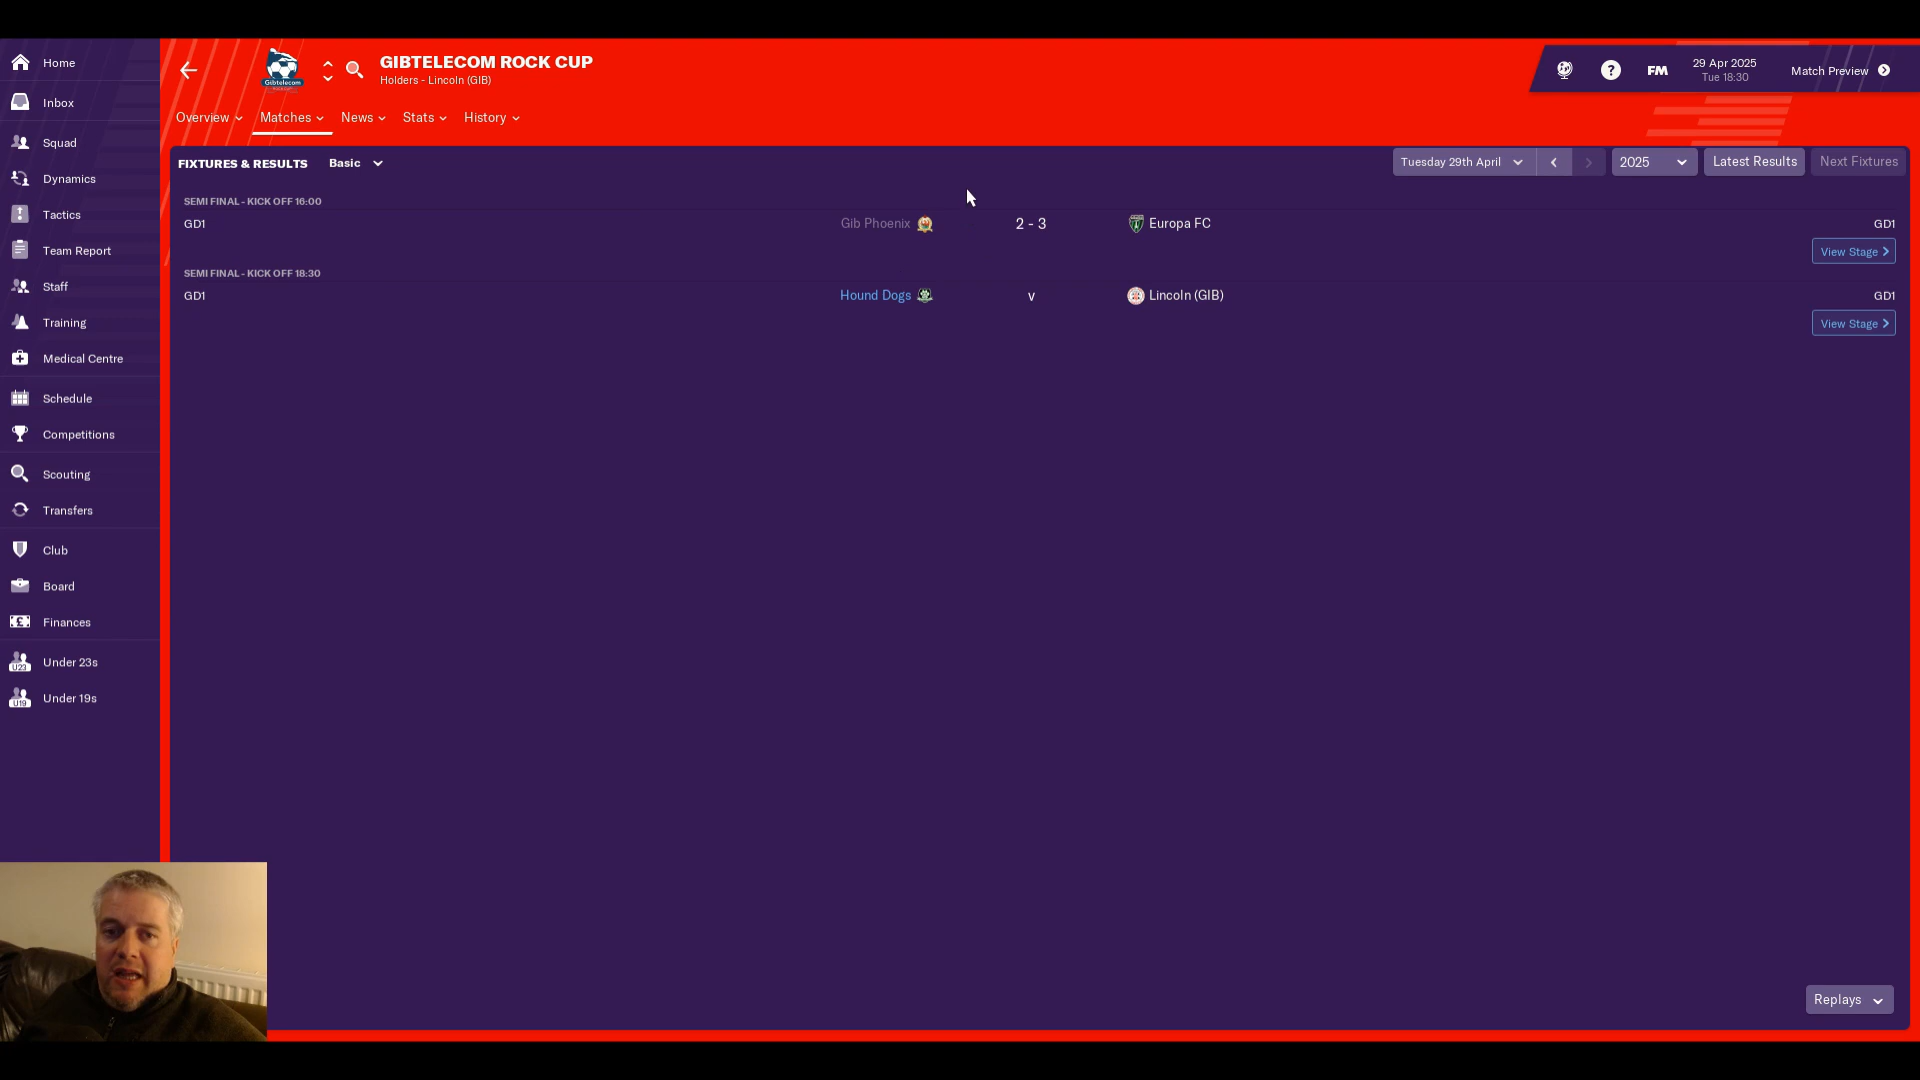 Home
Inbox
Squad
Dynamics
Tactics
Team Report
Staff
Training
Medical Centre
Schedule
Competitions
Scouting
Transfers
Club
Board
Finances
U23 Under 23s
U19 Under 19s
Gibtelecom
GIBTELECOM ROCK CUP
Holders - Lincoln (GIB)
? FM 29 Apr 2025 Match Preview
Tue 18:30
Overview Matches News Stats History
FIXTURES & RESULTS Basic Tuesday 29th April 2025 Latest Results Next Fixtures
SEMI FINAL - KICK OFF 16:00
GD1 Gib Phoenix 2 - 3 Europa FC GD1
View Stage
SEMI FINAL - KICK OFF 18:30
GD1 Hound Dogs v Lincoln (GIB) GD1
View Stage
Replays